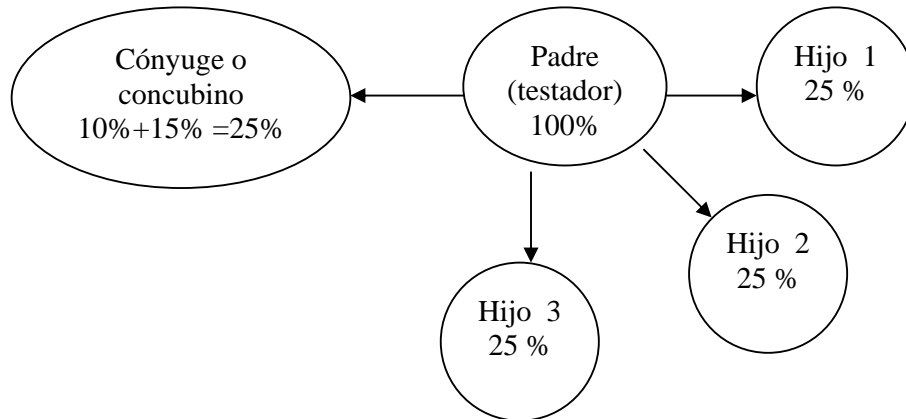 Cónyuge o
concubino
10%+15% =25%
Padre
(testador)
100%
Hijo 1
25 %
Hijo 2
25 %
Hijo 3
25 %